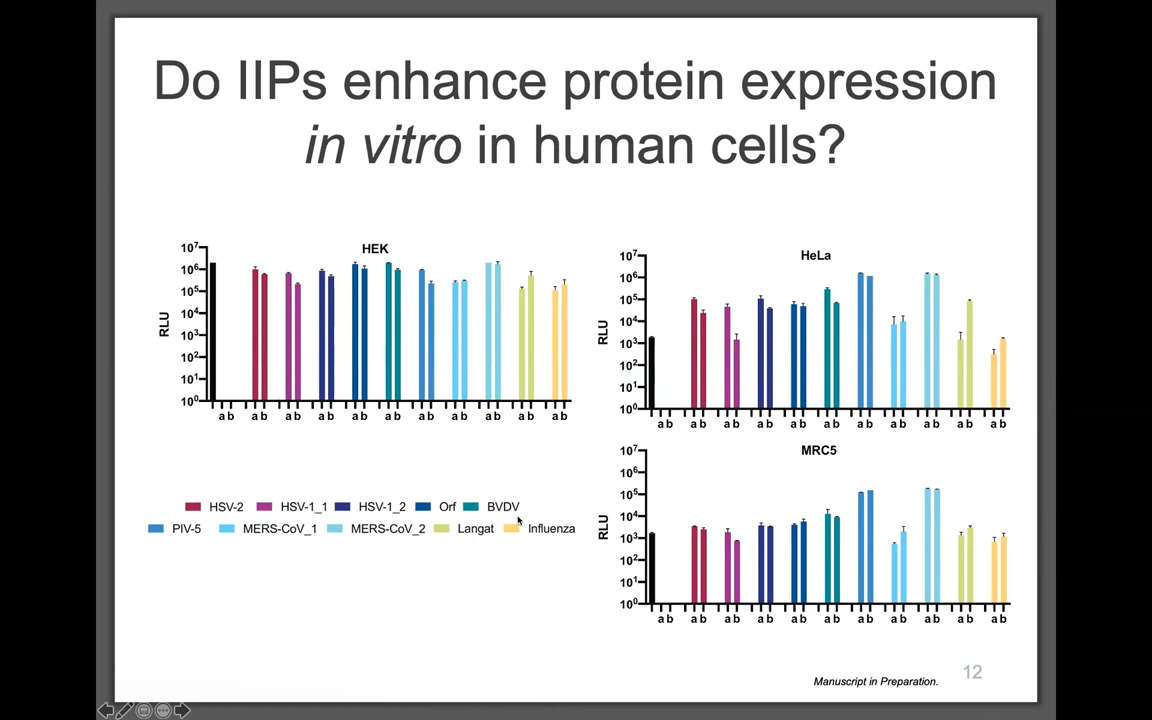 Do IIPs enhance protein expression
in vitro in human cells?
HEK
RLU
10⁷
10⁶
10⁵
10⁴
10³
10²
10¹
10⁰
a b a b a b a b a b a b a b a b a b a b a b
HeLa
RLU
10⁷
10⁶
10⁵
10⁴
10³
10²
10¹
10⁰
a b a b a b a b a b a b a b a b a b a b a b
HSV-2 HSV-1_1 HSV-1_2 Orf BVDV
PIV-5 MERS-CoV_1 MERS-CoV_2 Langat Influenza
MRC5
RLU
10⁷
10⁶
10⁵
10⁴
10³
10²
10¹
10⁰
a b a b a b a b a b a b a b a b a b a b a b
Manuscript in Preparation.
12